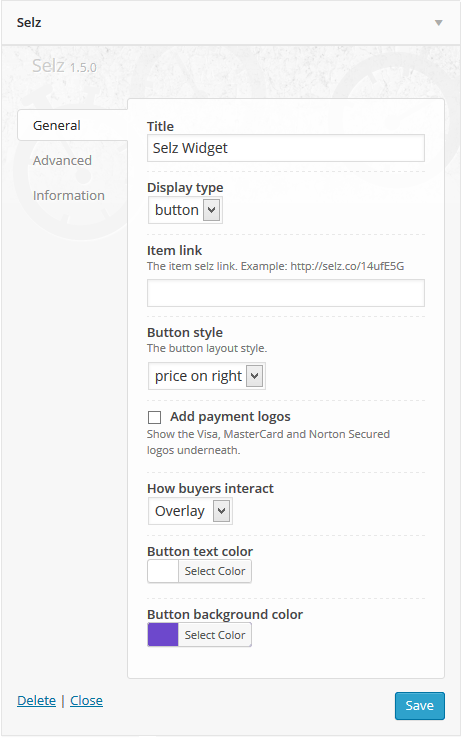 Selz
Selz 1.5.0
General
Advanced
Information
Title
Selz Widget
Display type
button
Item link
The item selz link. Example: http://selz.co/14ufE5G
Button style
The button layout style.
price on right
Add payment logos
Show the Visa, MasterCard and Norton Secured
logos underneath.
How buyers interact
Overlay
Button text color
Select Color
Button background color
Select Color
Delete | Close
Save